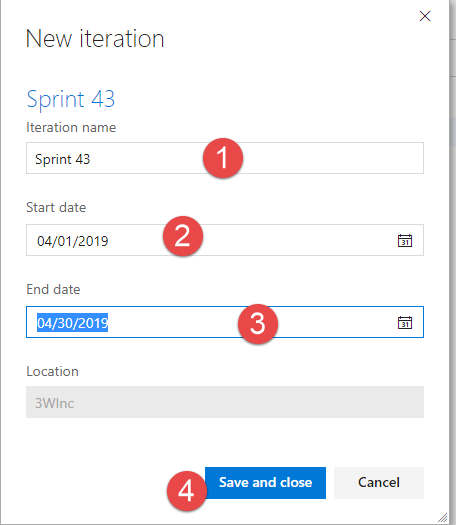 New iteration
Sprint 43
Iteration name
Sprint 43
1
Start date
04/01/2019
2
31
End date
04/30/2019
3
31
Location
3WInc
4
Save and close
Cancel